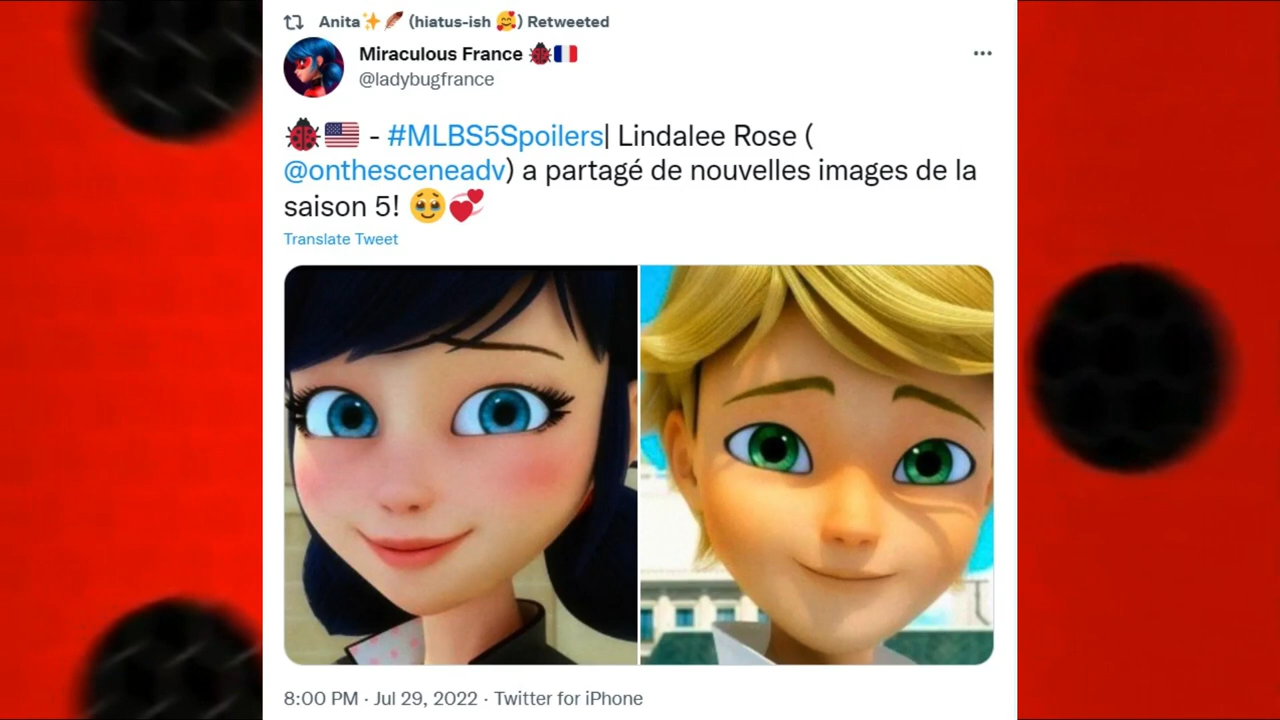 Anita✨🪶 (hiatus-ish 🥰) Retweeted
Miraculous France 🐞🇫🇷
@ladybugfrance
🐞🇺🇸 - #MLBS5Spoilers| Lindalee Rose (
@onthesceneadv) a partagé de nouvelles images de la
saison 5! 🥹💞
Translate Tweet
8:00 PM · Jul 29, 2022 · Twitter for iPhone